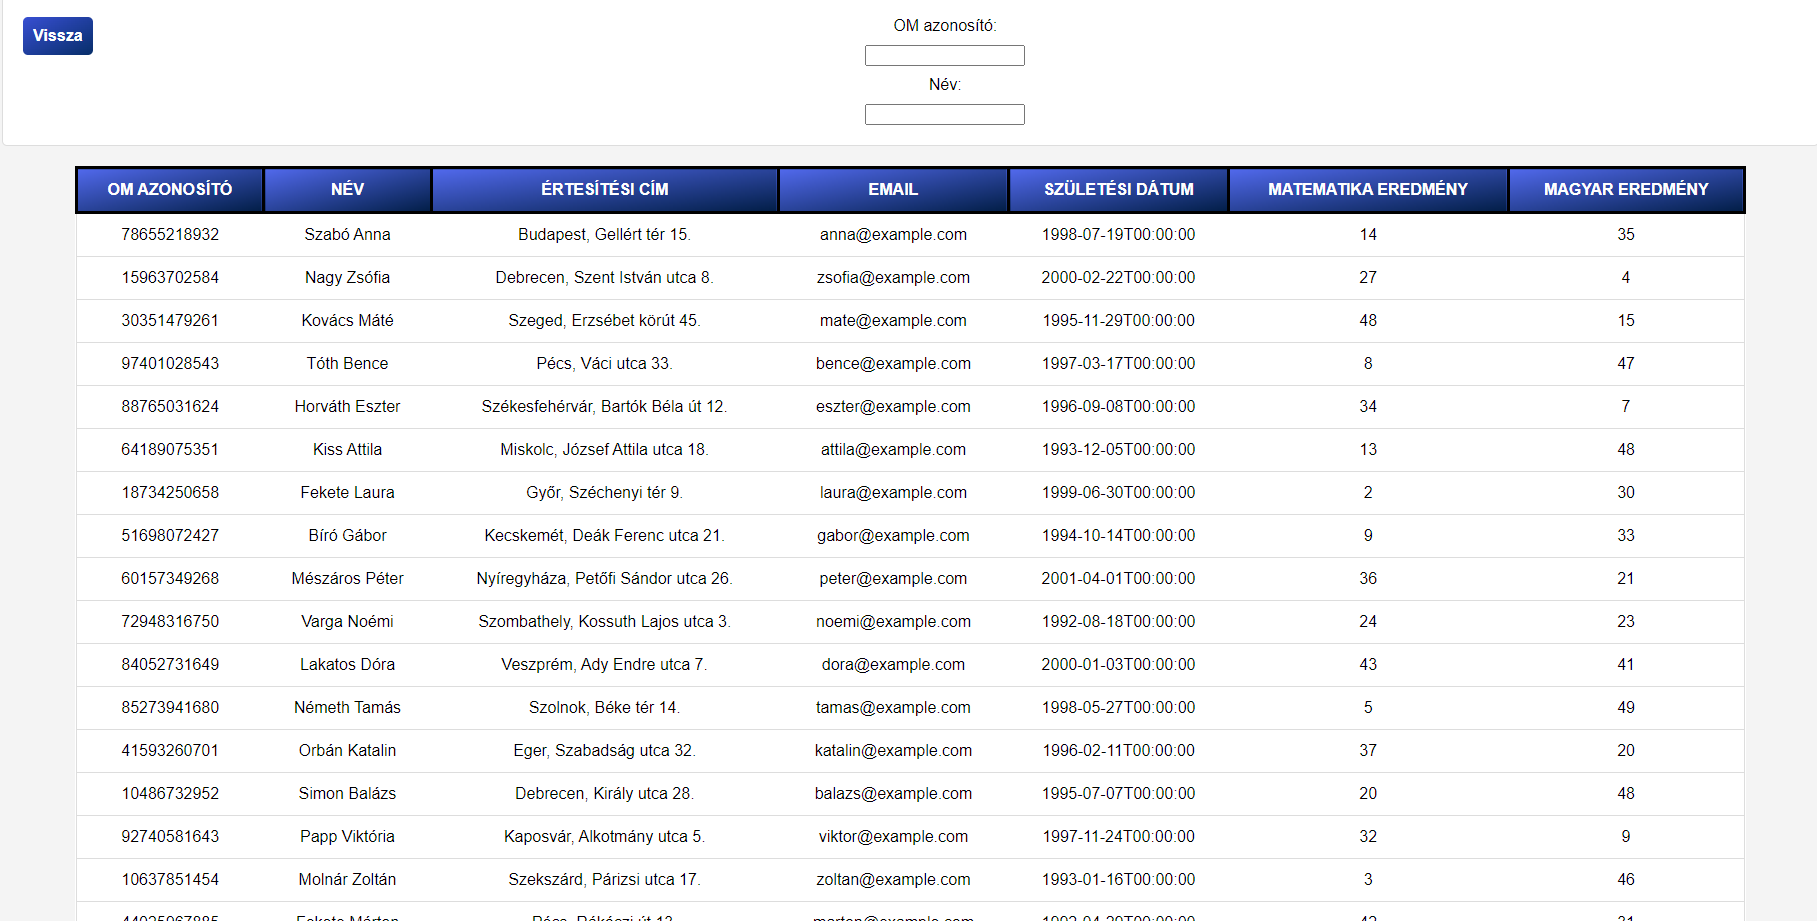 Vissza
OM azonosító:
Név:
OM AZONOSÍTÓ NÉV ÉRTESÍTÉSI CÍM EMAIL SZÜLETÉSI DÁTUM MATEMATIKA EREDMÉNY MAGYAR EREDMÉNY
78655218932 Szabó Anna Budapest, Gellért tér 15. anna@example.com 1998-07-19T00:00:00 14 35
15963702584 Nagy Zsófia Debrecen, Szent István utca 8. zsofia@example.com 2000-02-22T00:00:00 27 4
30351479261 Kovács Máté Szeged, Erzsébet körút 45. mate@example.com 1995-11-29T00:00:00 48 15
97401028543 Tóth Bence Pécs, Váci utca 33. bence@example.com 1997-03-17T00:00:00 8 47
88765031624 Horváth Eszter Székesfehérvár, Bartók Béla út 12. eszter@example.com 1996-09-08T00:00:00 34 7
64189075351 Kiss Attila Miskolc, József Attila utca 18. attila@example.com 1993-12-05T00:00:00 13 48
18734250658 Fekete Laura Győr, Széchenyi tér 9. laura@example.com 1999-06-30T00:00:00 2 30
51698072427 Bíró Gábor Kecskemét, Deák Ferenc utca 21. gabor@example.com 1994-10-14T00:00:00 9 33
60157349268 Mészáros Péter Nyíregyháza, Petőfi Sándor utca 26. peter@example.com 2001-04-01T00:00:00 36 21
72948316750 Varga Noémi Szombathely, Kossuth Lajos utca 3. noemi@example.com 1992-08-18T00:00:00 24 23
84052731649 Lakatos Dóra Veszprém, Ady Endre utca 7. dora@example.com 2000-01-03T00:00:00 43 41
85273941680 Németh Tamás Szolnok, Béke tér 14. tamas@example.com 1998-05-27T00:00:00 5 49
41593260701 Orbán Katalin Eger, Szabadság utca 32. katalin@example.com 1996-02-11T00:00:00 37 20
10486732952 Simon Balázs Debrecen, Király utca 28. balazs@example.com 1995-07-07T00:00:00 20 48
92740581643 Papp Viktória Kaposvár, Alkotmány utca 5. viktor@example.com 1997-11-24T00:00:00 32 9
10637851454 Molnár Zoltán Szekszárd, Párizsi utca 17. zoltan@example.com 1993-01-16T00:00:00 3 46